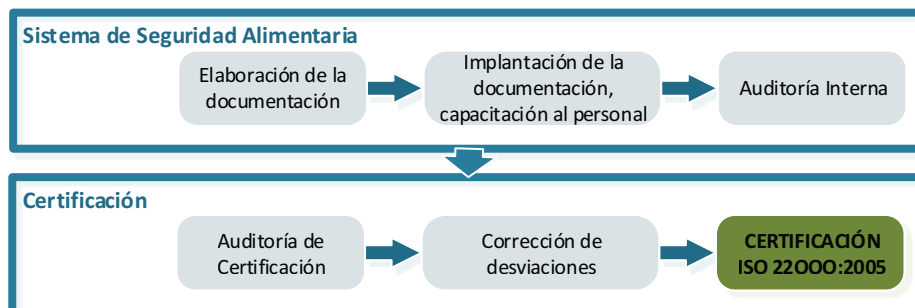 Sistema de Seguridad Alimentaria
Elaboración de la
documentación
Implantación de la
documentación,
capacitación al personal
Auditoría Interna
Certificación
Auditoría de
Certificación
Corrección de
desviaciones
CERTIFICACIÓN
ISO 22OOO:2005